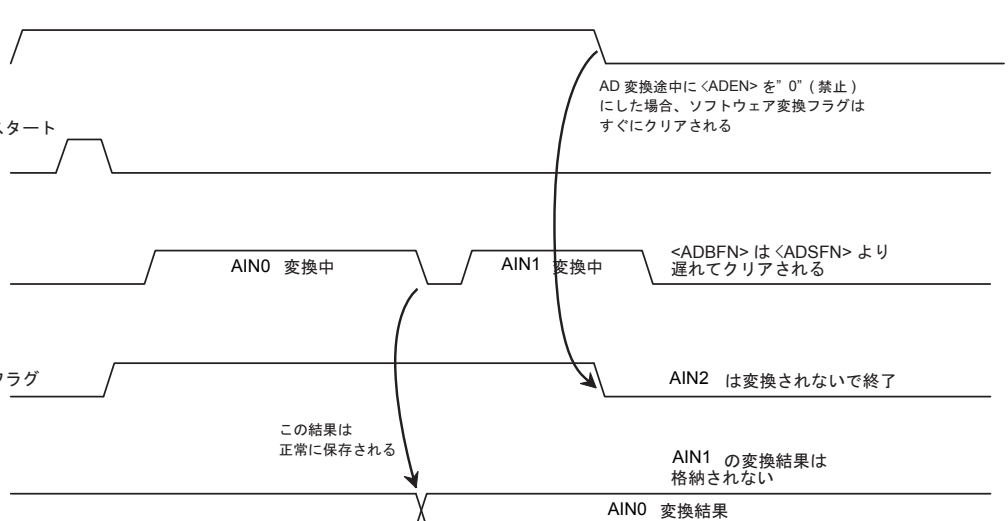 AD 変換途中に <ADEN> を" 0" ( 禁止 )
にした場合、ソフトウェア変換フラグは
すぐにクリアされる
スタート
AIN0 変換中
AIN1 変換中
<ADBFN> は <ADSFN> より
遅れてクリアされる
フラグ
AIN2 は変換されないで終了
この結果は
正常に保存される
AIN1 の変換結果は
格納されない
AIN0 変換結果